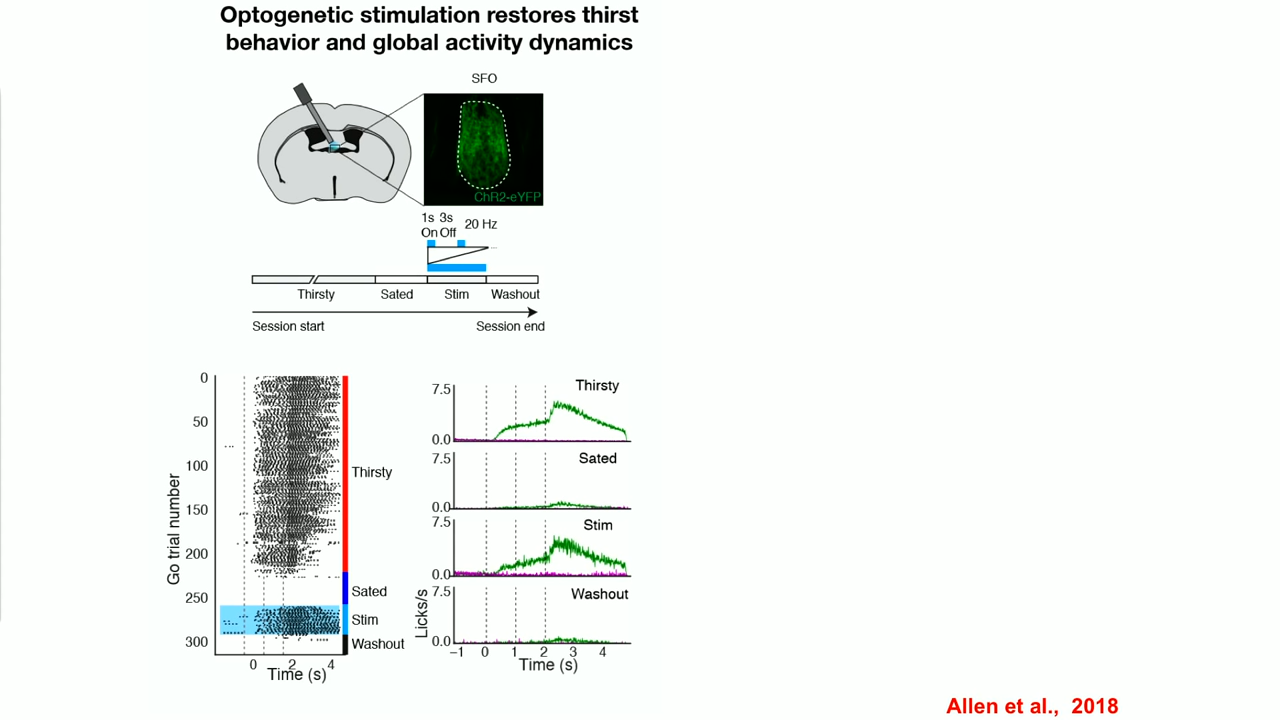 Optogenetic stimulation restores thirst
behavior and global activity dynamics
SFO
ChR2-eYFP
1s 3s
On Off
20 Hz
...
Thirsty
Sated
Stim
Washout
Session start
Session end
0
50
100
150
200
250
300
Go trial number
Thirsty
Sated
Stim
Washout
0
2
4
Time (s)
Thirsty
7.5
0.0
Sated
7.5
0.0
Stim
7.5
0.0
Washout
7.5
0.0
Licks/s
−1 0 1 2 3 4
Time (s)
Allen et al., 2018